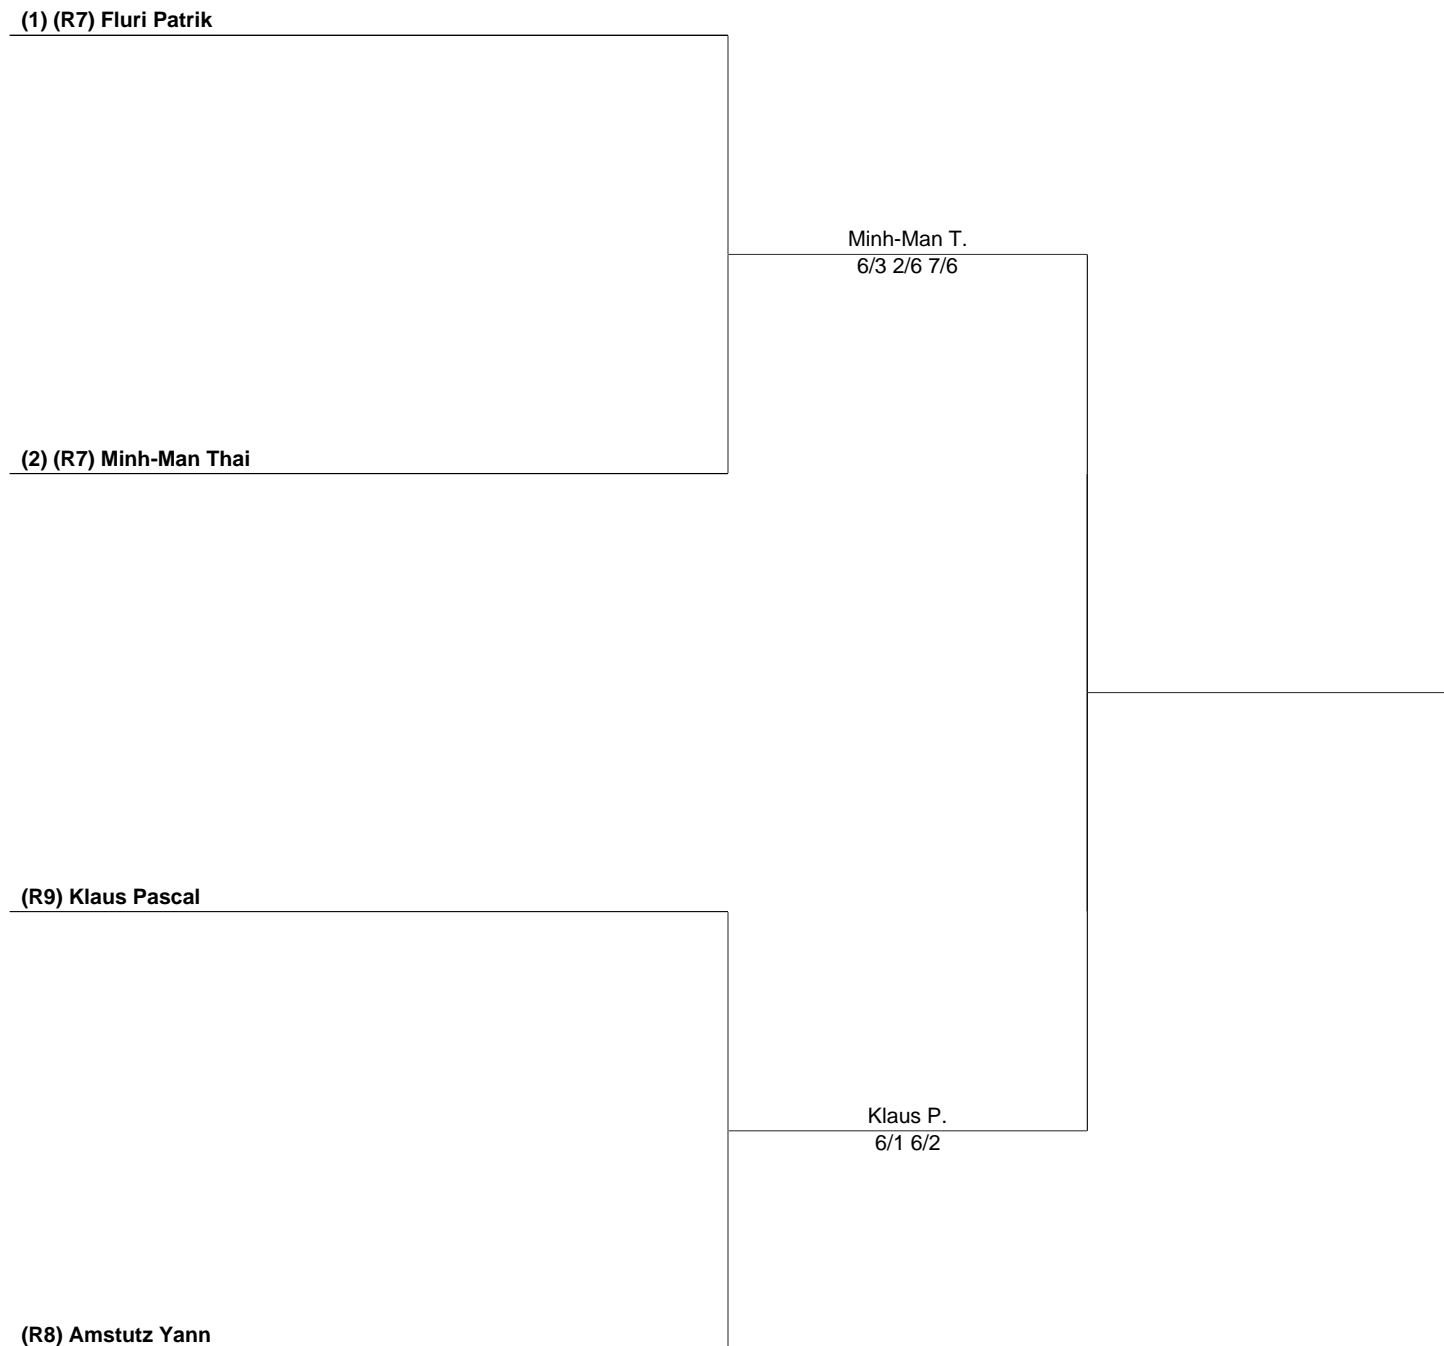 (1) (R7) Fluri Patrik
Minh-Man T.
6/3 2/6 7/6
(2) (R7) Minh-Man Thai
(R9) Klaus Pascal
Klaus P.
6/1 6/2
(R8) Amstutz Yann